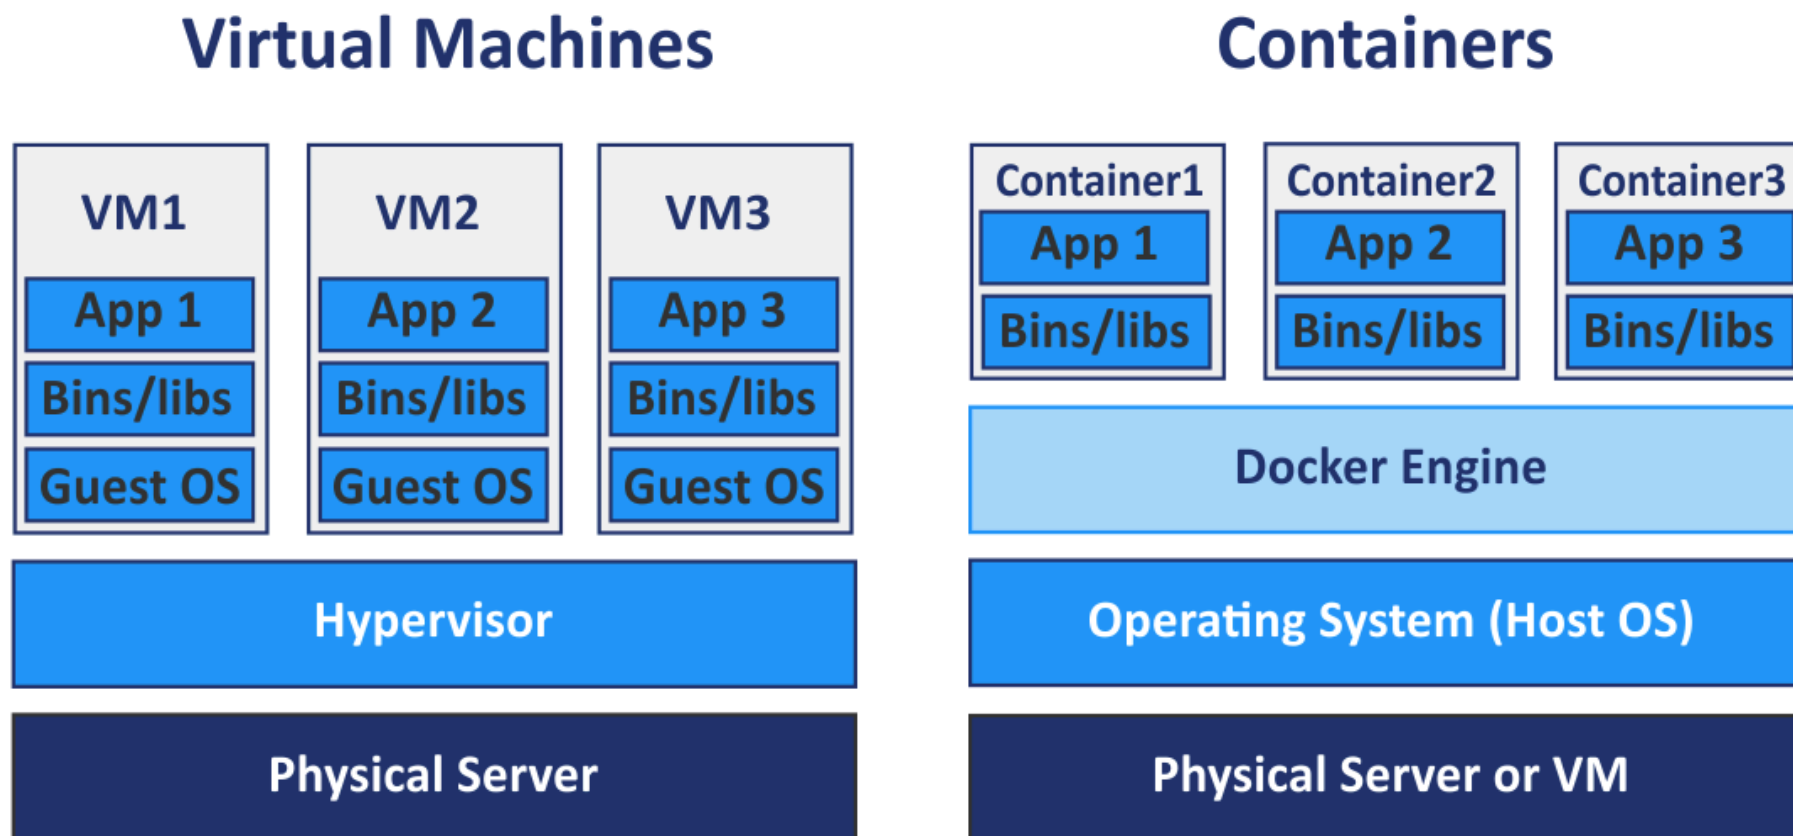 Virtual Machines
VM1
App 1
Bins/libs
Guest OS
VM2
App 2
Bins/libs
Guest OS
VM3
App 3
Bins/libs
Guest OS
Hypervisor
Physical Server
Containers
Container1
App 1
Bins/libs
Container2
App 2
Bins/libs
Container3
App 3
Bins/libs
Docker Engine
Operating System (Host OS)
Physical Server or VM